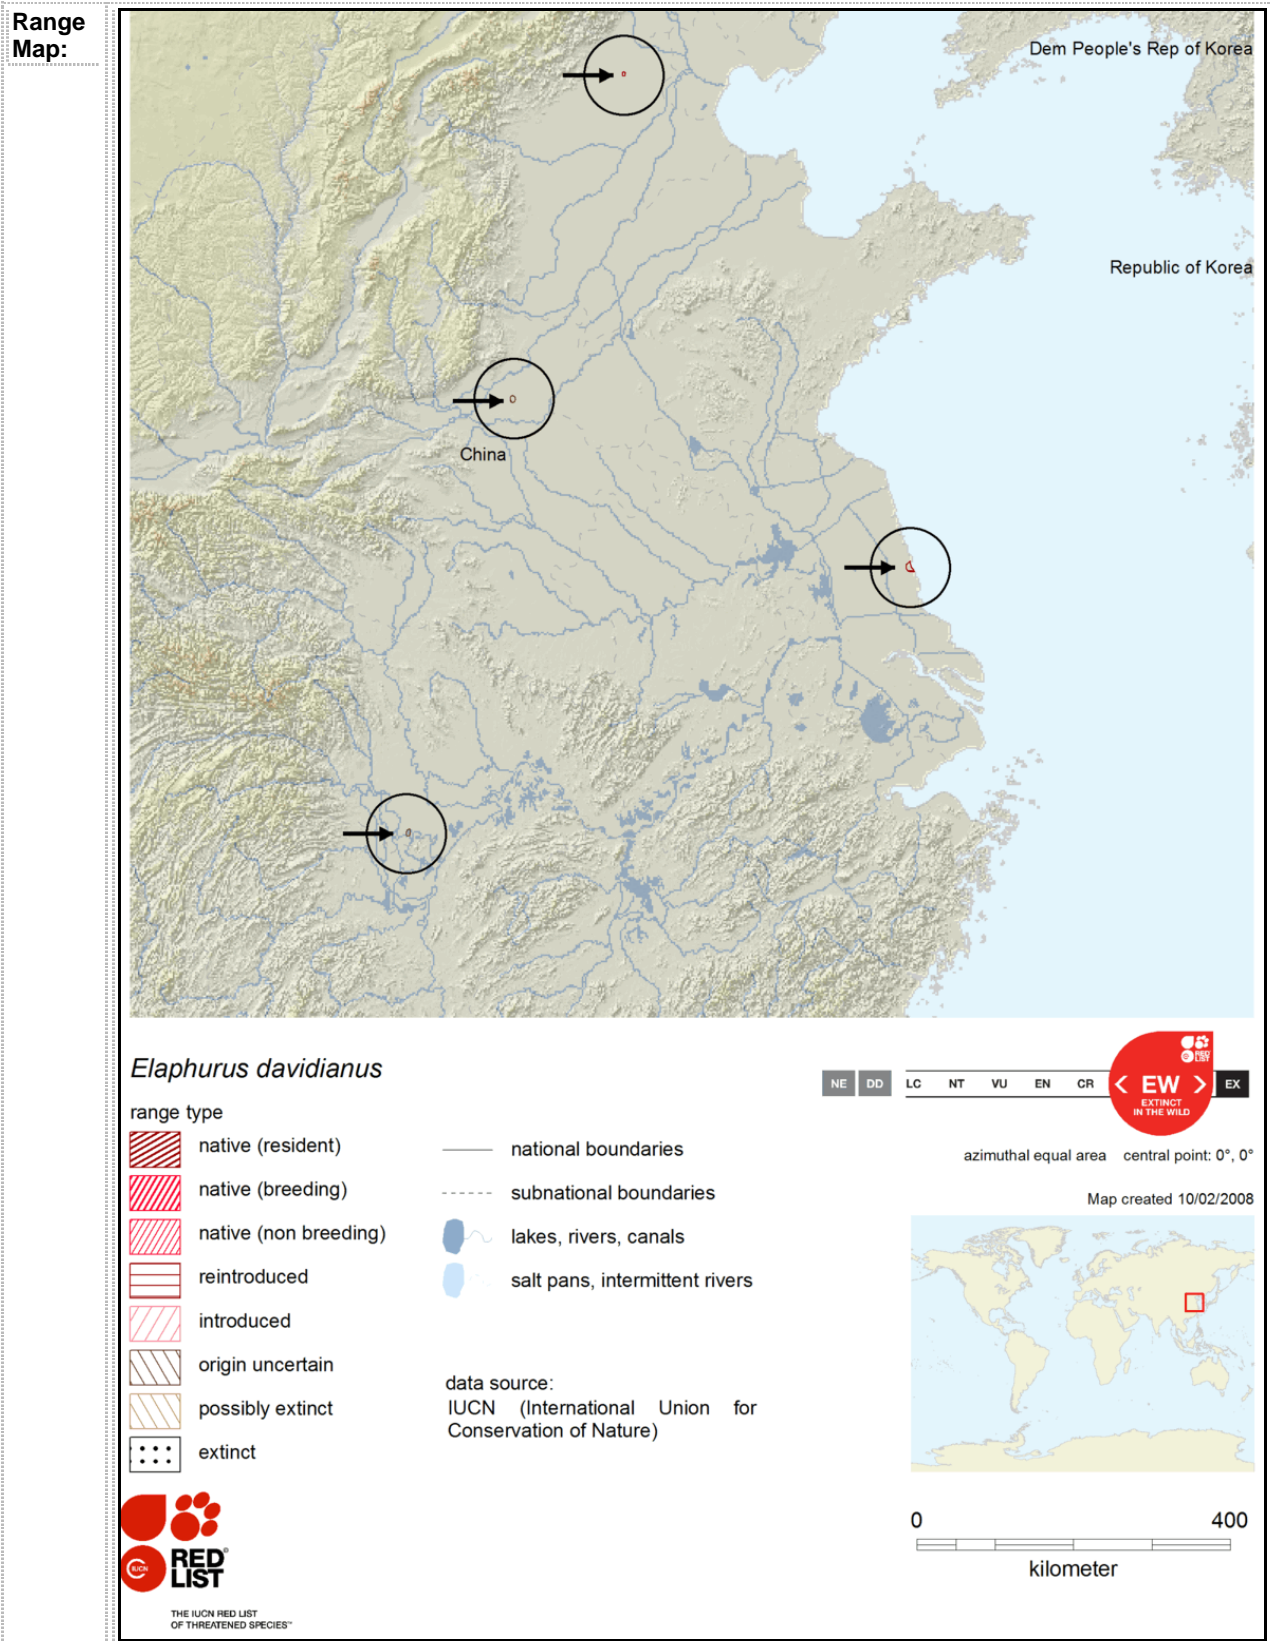 Range
Map:
Dem People's Rep of Korea
Republic of Korea
China
Elaphurus davidianus
NE DD LC NT VU EN CR < EW > EX
EXTINCT
IN THE WILD
RED
LIST
range type
native (resident)
native (breeding)
native (non breeding)
reintroduced
introduced
origin uncertain
possibly extinct
extinct
national boundaries
subnational boundaries
lakes, rivers, canals
salt pans, intermittent rivers
data source:
IUCN (International Union for
Conservation of Nature)
azimuthal equal area central point: 0°, 0°
Map created 10/02/2008
0 400
kilometer
IUCN
RED
LIST
THE IUCN RED LIST
OF THREATENED SPECIES™